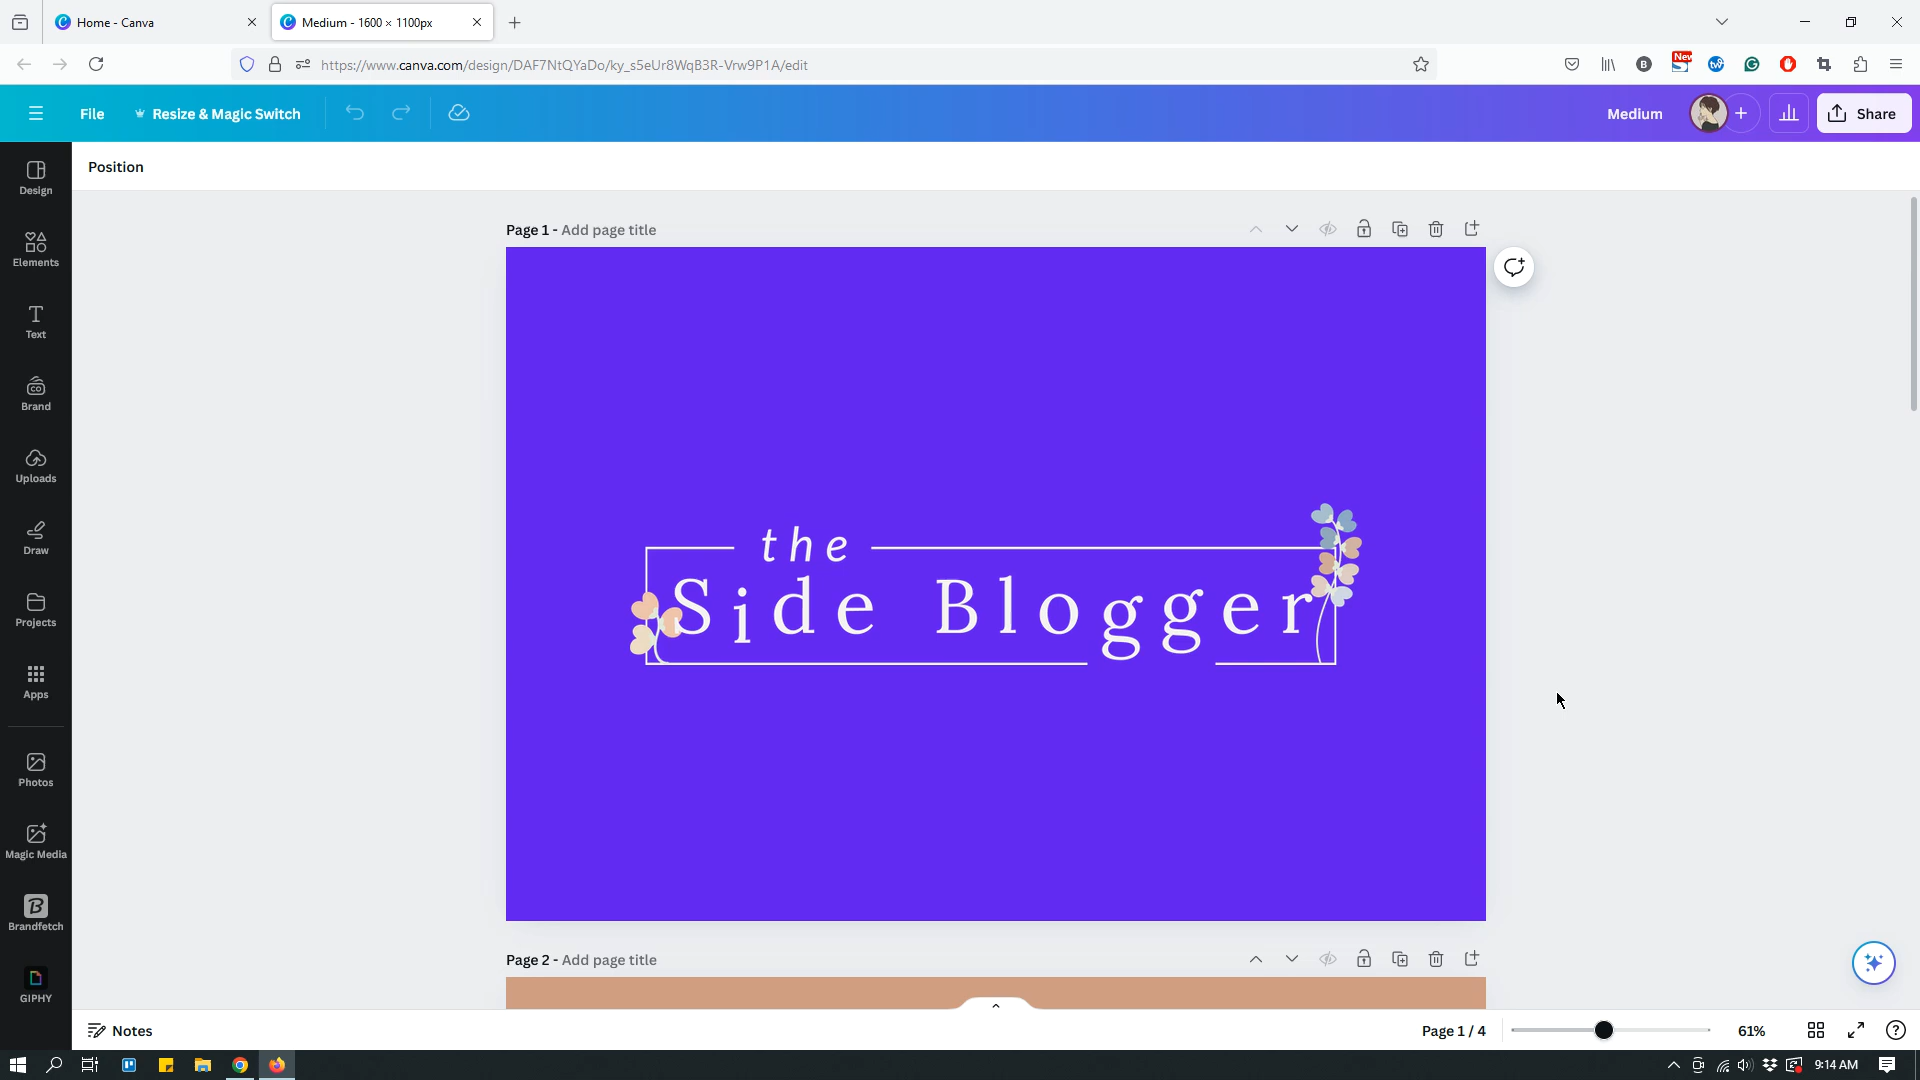 Home - Canva
Medium - 1600 × 1100px
https://www.canva.com/design/DAF7NtQYaDo/ky_s5eUr8WqB3R-Vrw9P1A/edit
New
File
Resize & Magic Switch
Medium
Share
Position
Design
Elements
Text
Brand
Uploads
Draw
Projects
Apps
Photos
Magic Media
Brandfetch
GIPHY
Page 1 - Add page title
the
Side Blogger
Page 2 - Add page title
Notes
Page 1 / 4
61%
9:14 AM